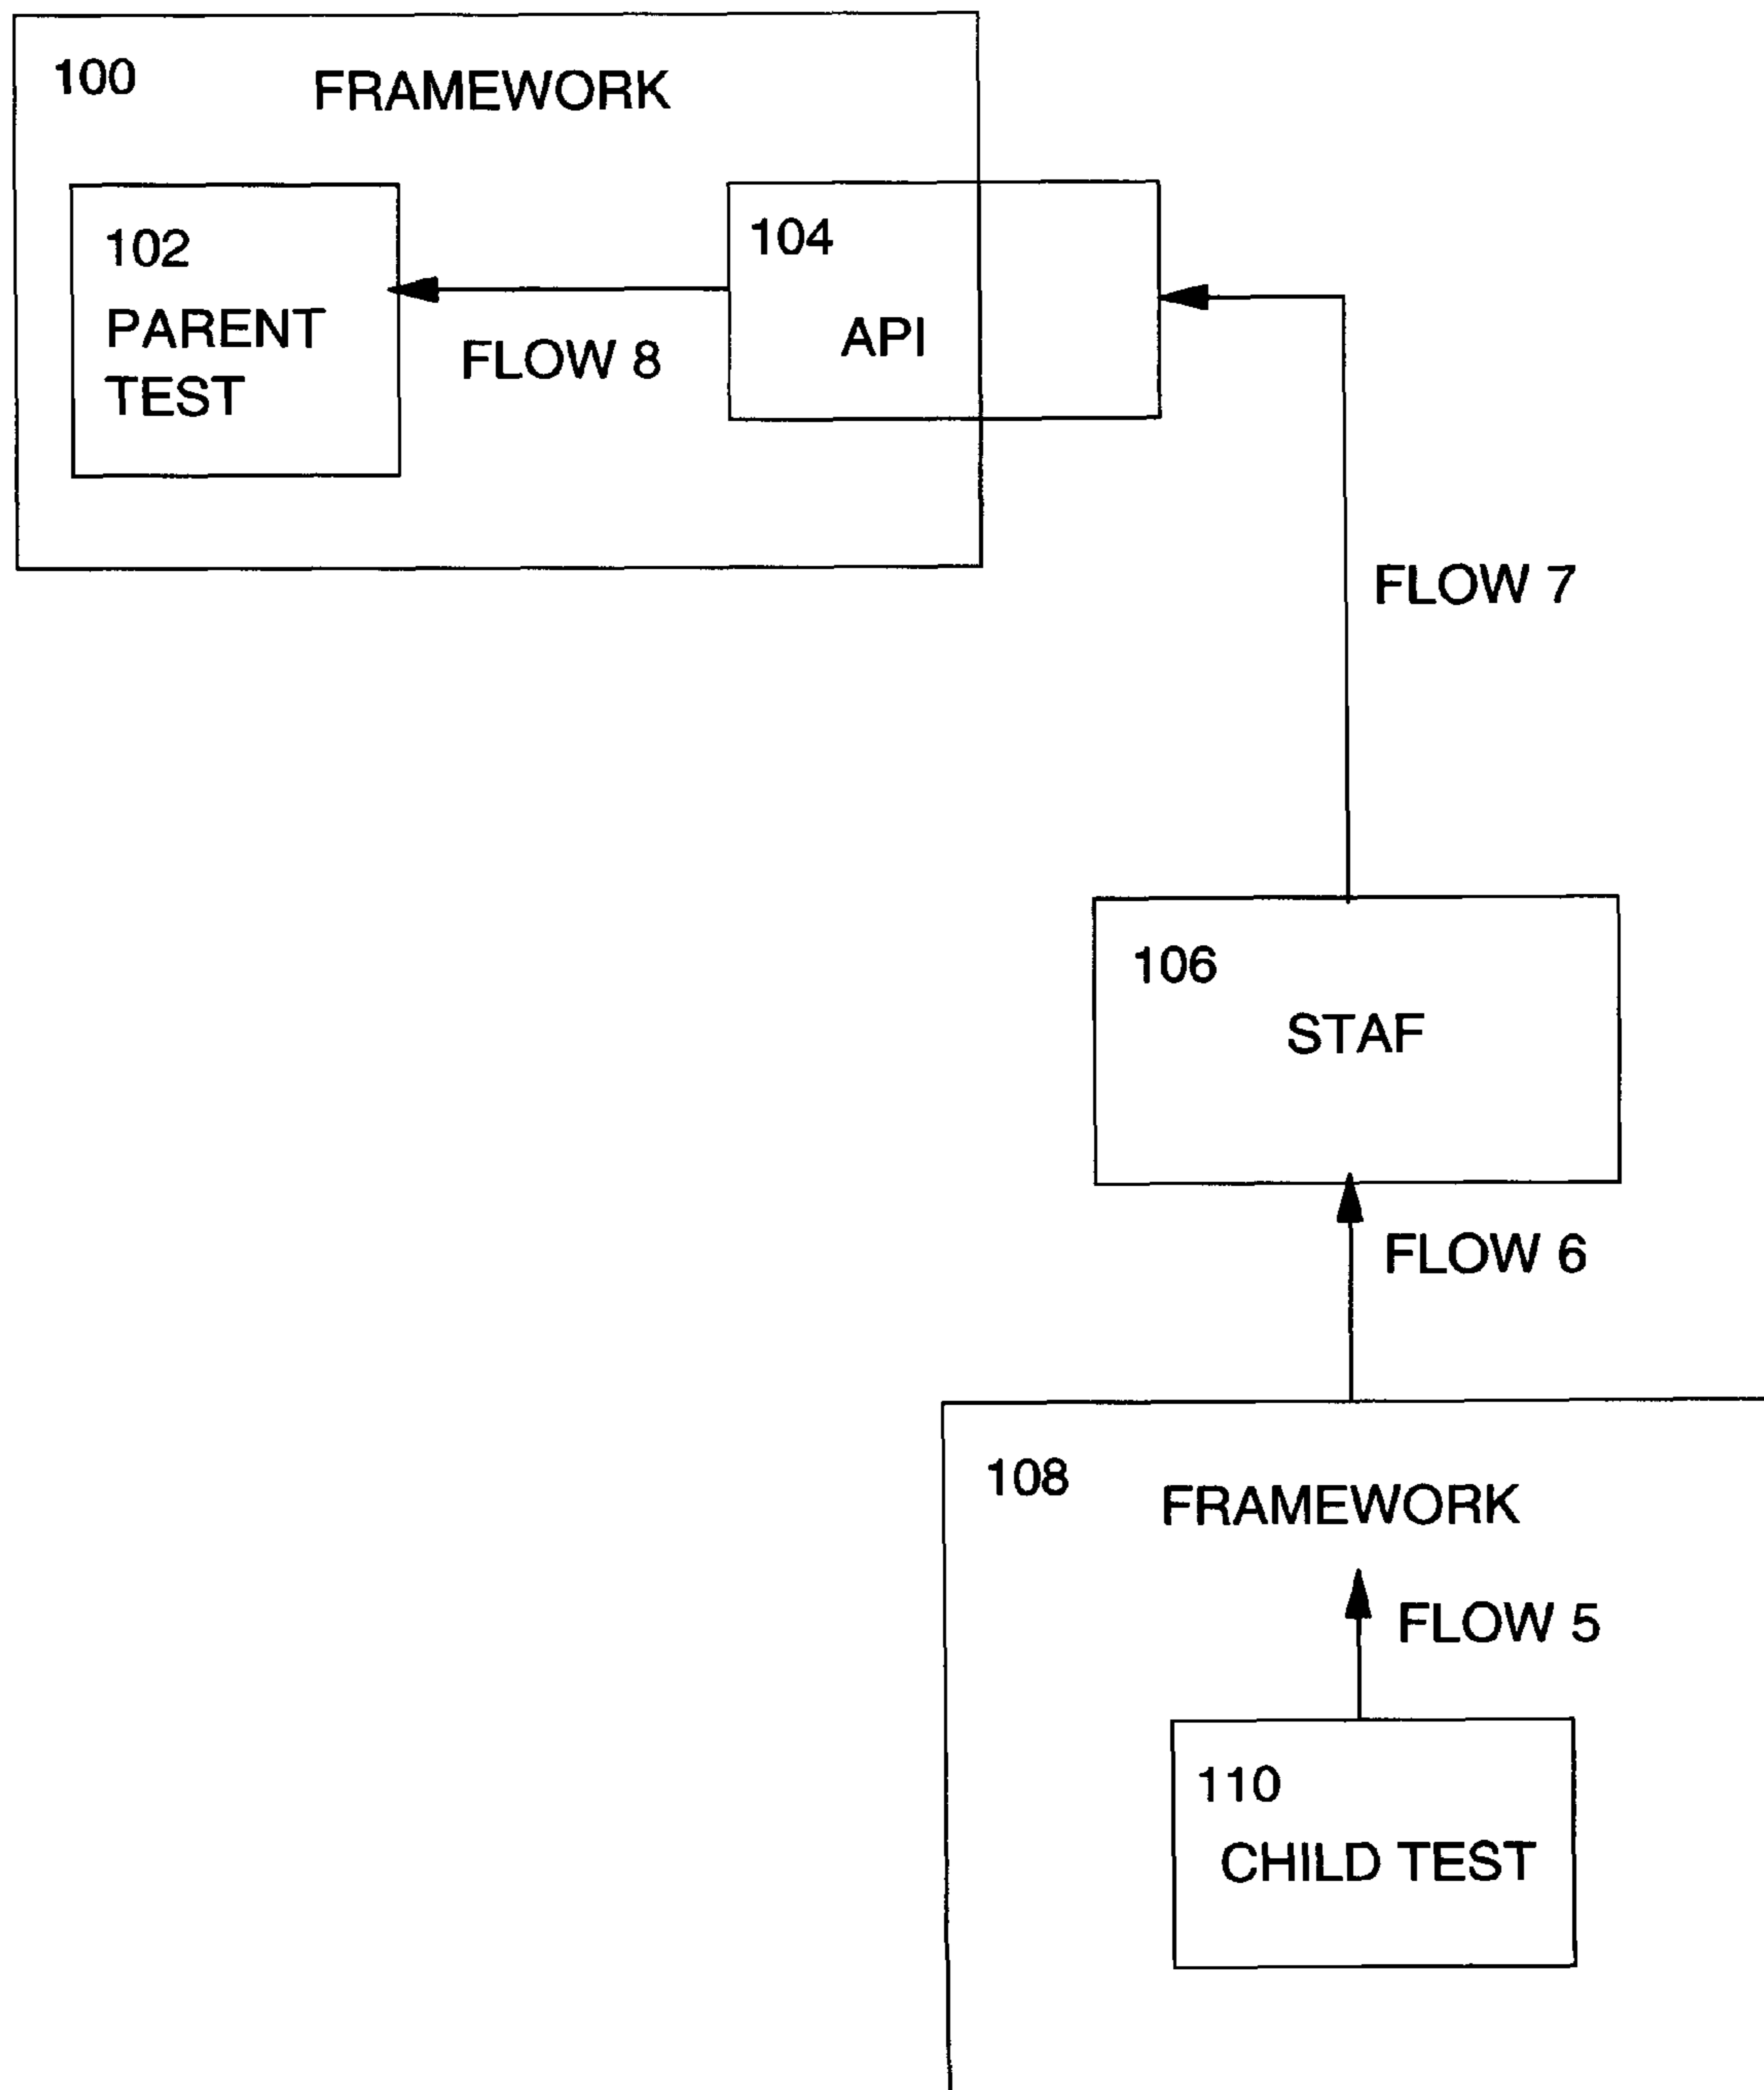 100
FRAMEWORK
102
PARENT
TEST
FLOW 8
104
API
FLOW 7
106
STAF
FLOW 6
108
FRAMEWORK
FLOW 5
110
CHILD TEST